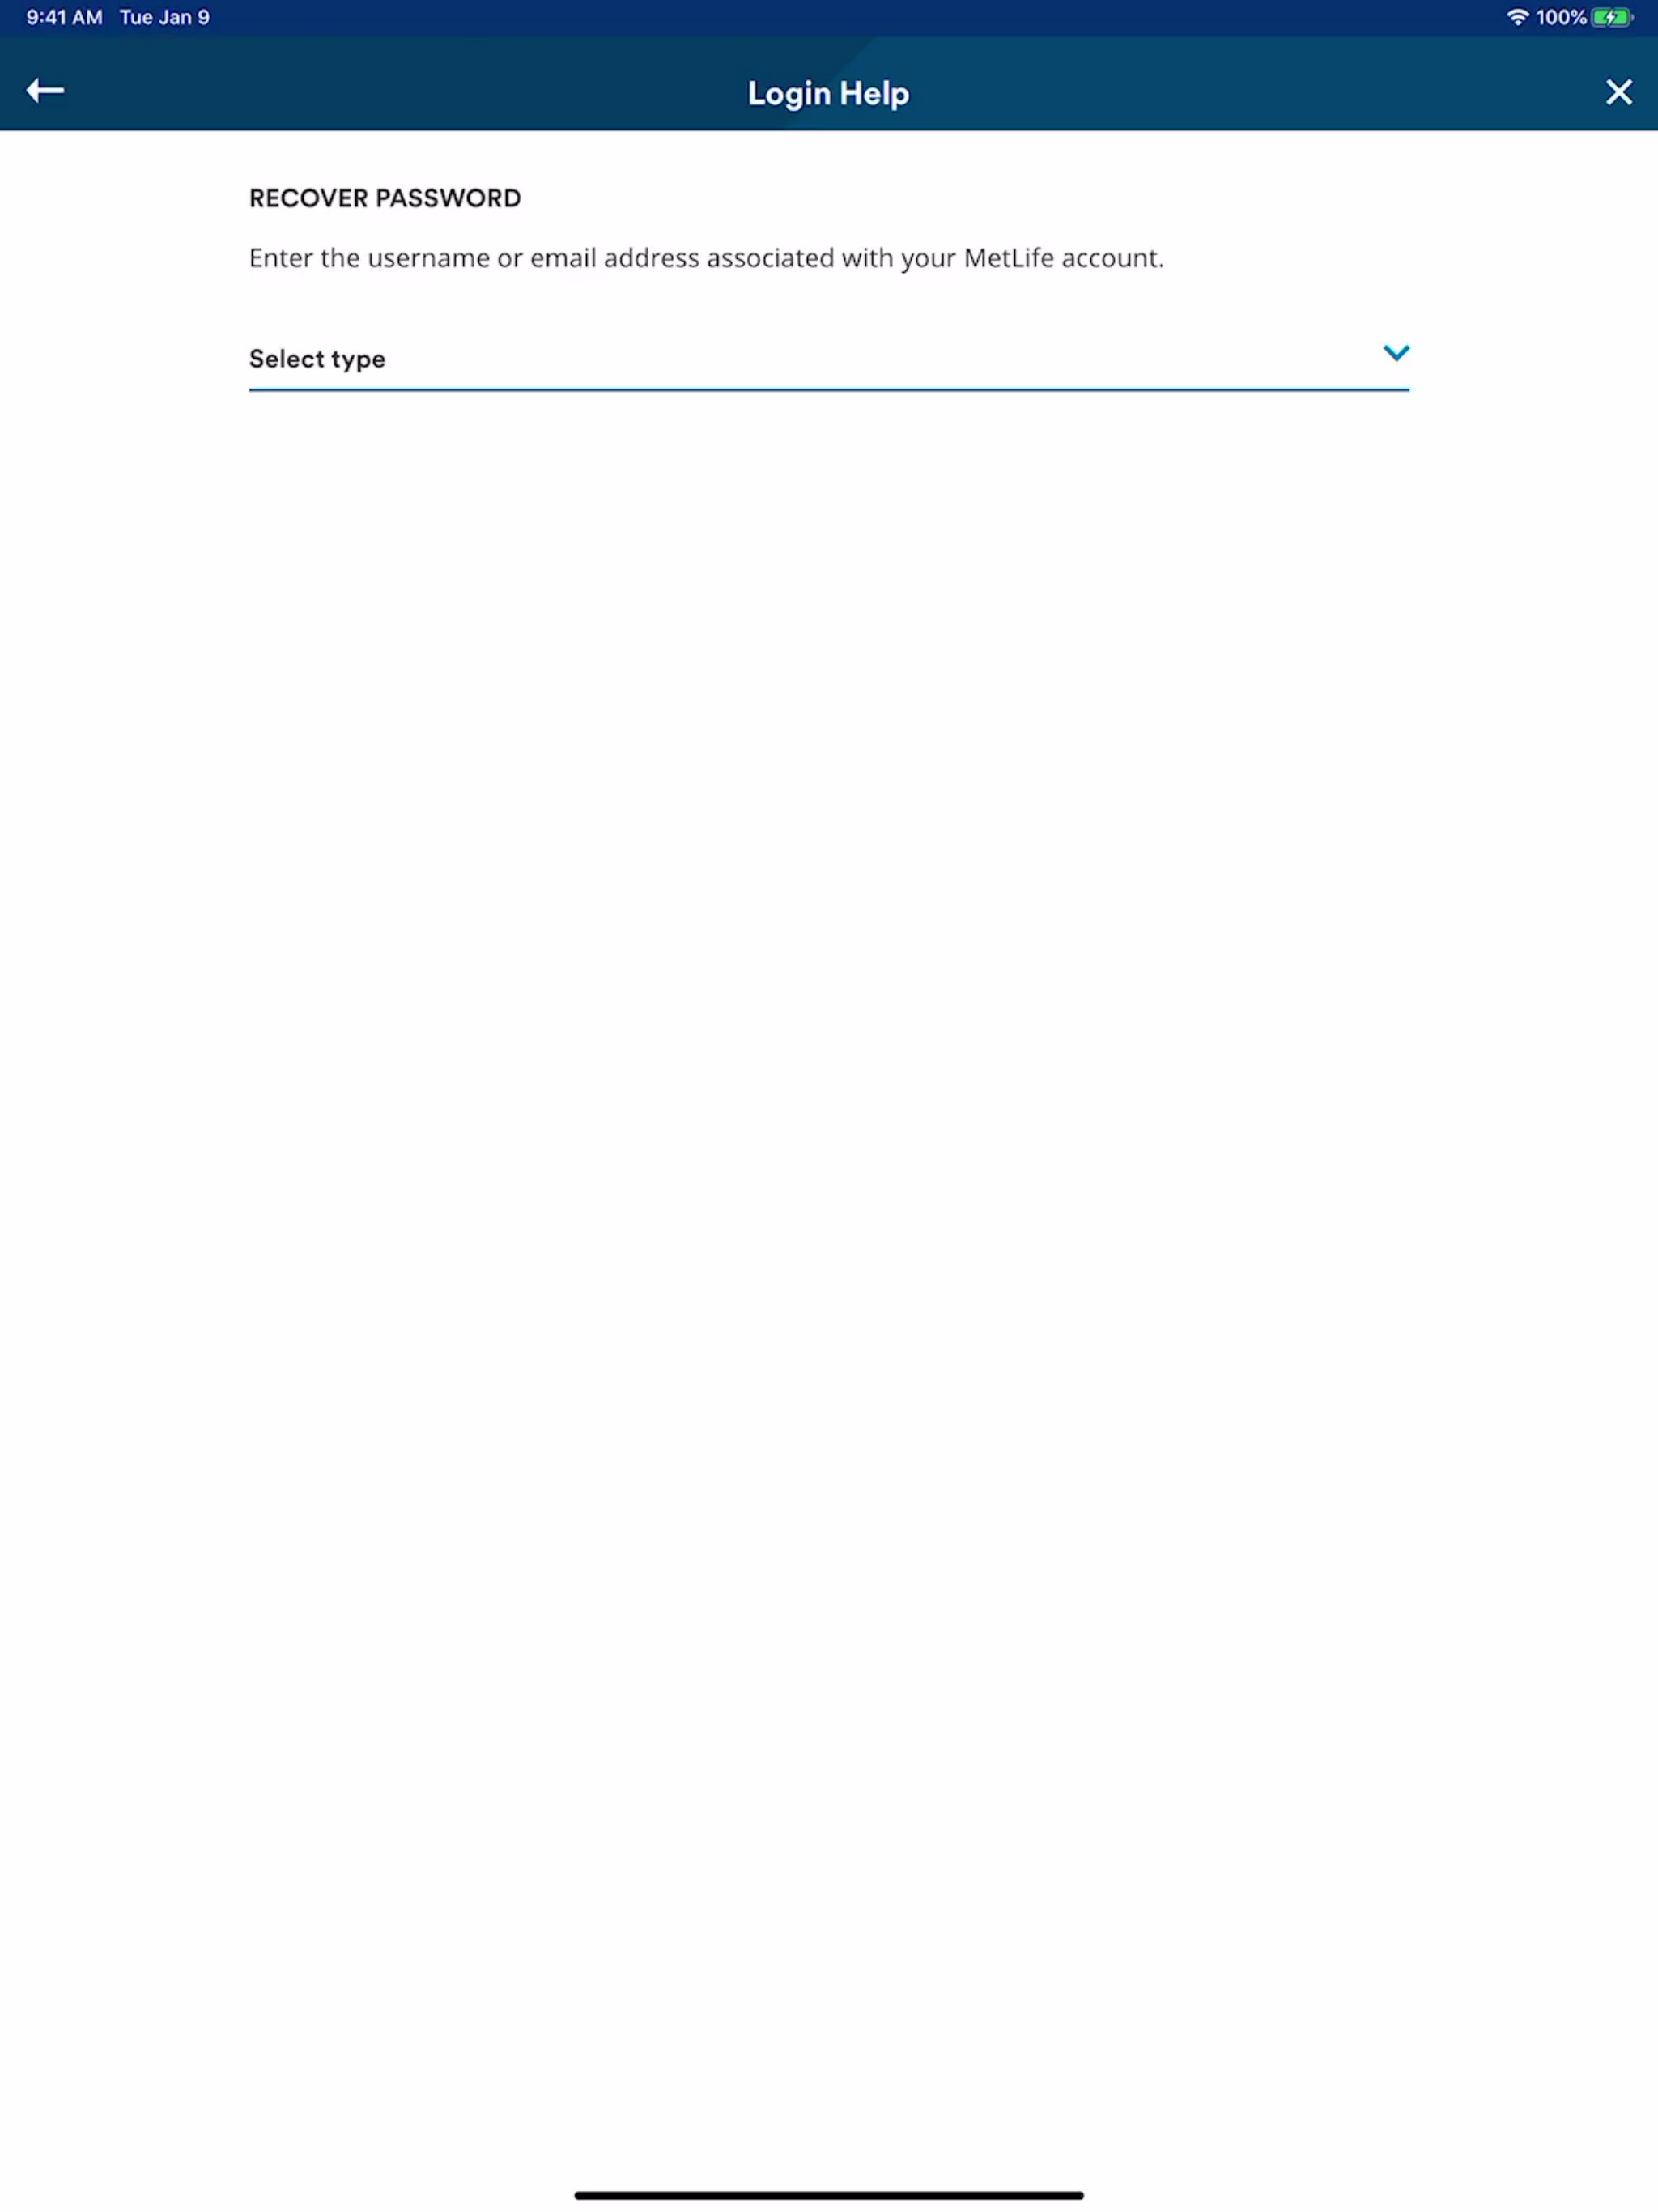 9:41 AM Tue Jan 9
100%
Login Help
RECOVER PASSWORD
Enter the username or email address associated with your MetLife account.
Select type